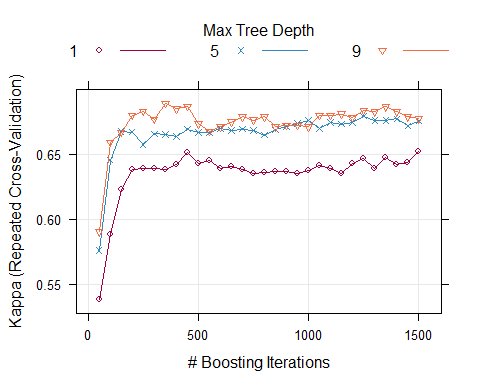 Max Tree Depth
1 5 9
Kappa (Repeated Cross-Validation)
0.65
0.60
0.55
0 500 1000 1500
# Boosting Iterations